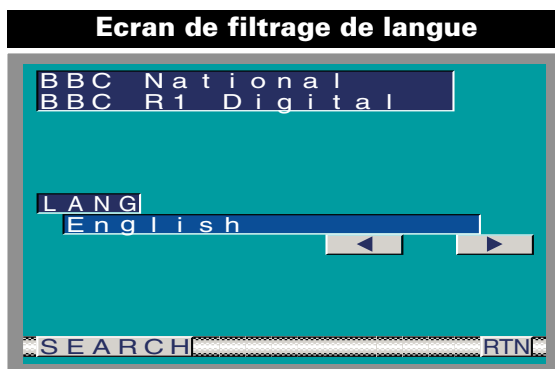 Ecran de filtrage de langue
BBC National
BBC R1 Digital
LANG
English
◀ ▶
SEARCH RTN